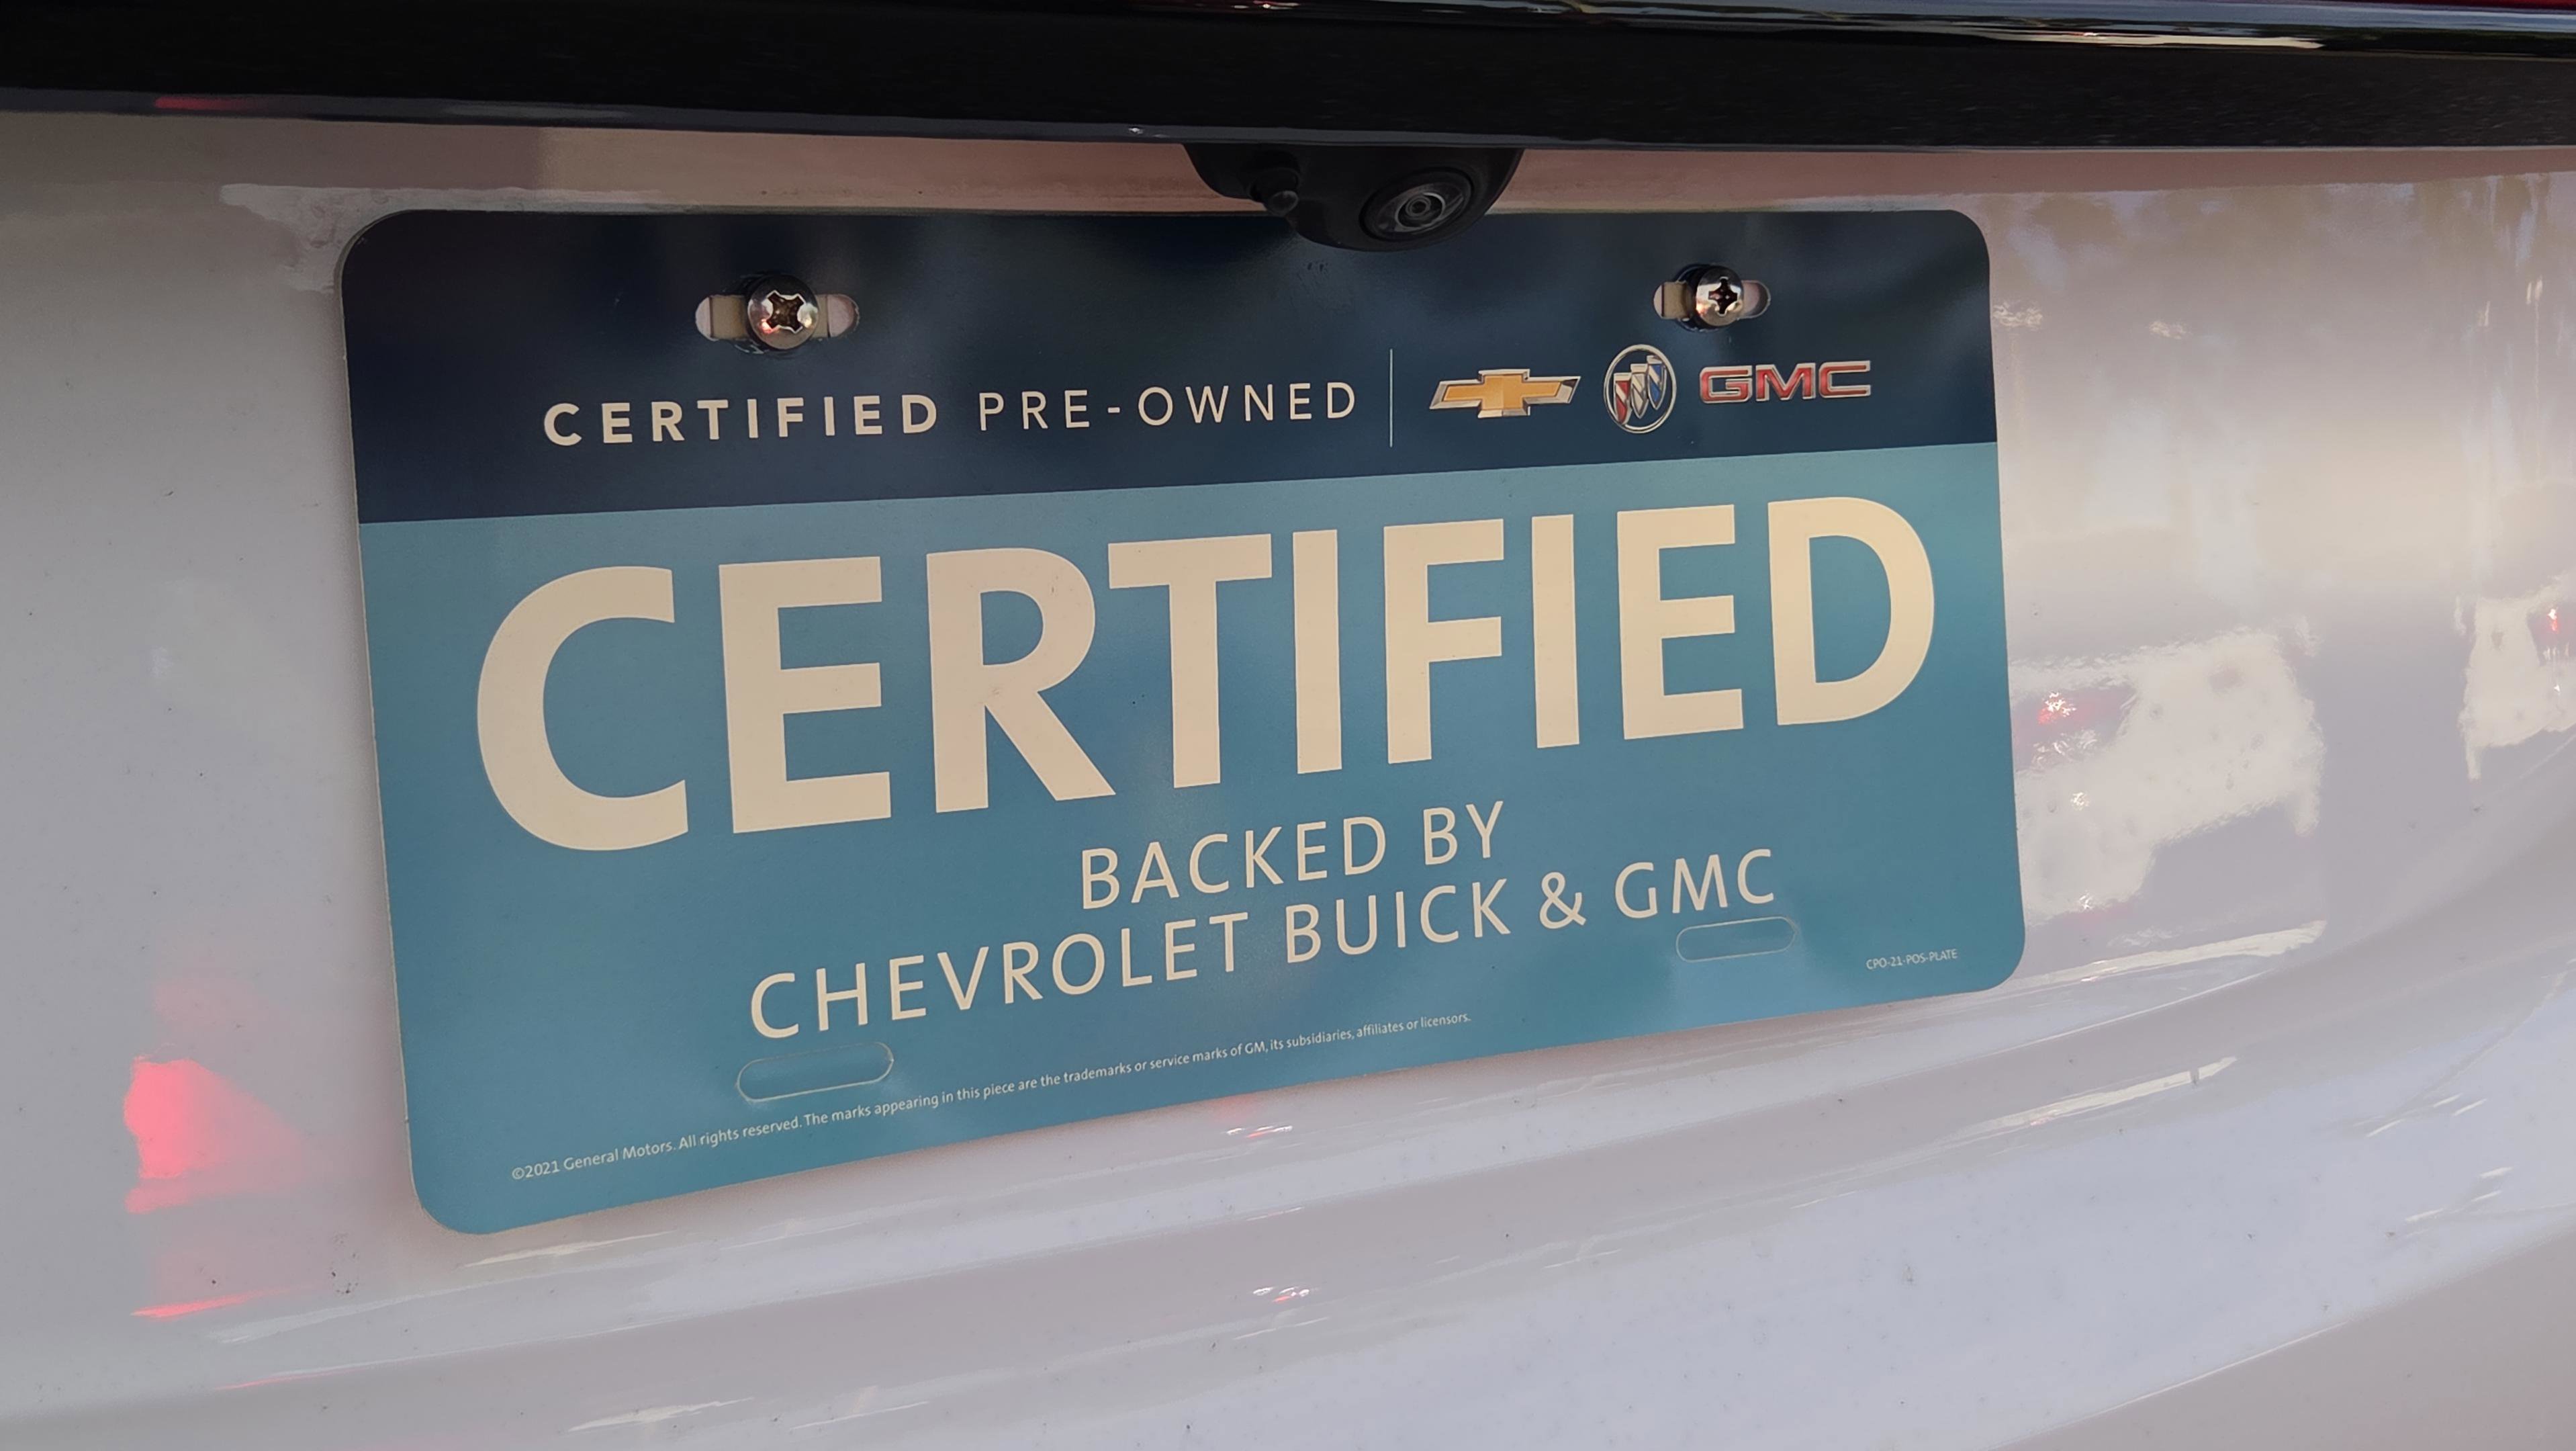 CERTIFIED PRE-OWNED GMC
CERTIFIED
BACKED BY
CHEVROLET BUICK & GMC
CPO-21-POS-PLATE
©2021 General Motors. All rights reserved. The marks appearing in this piece are the trademarks or service marks of GM, its subsidiaries, affiliates or licensors.